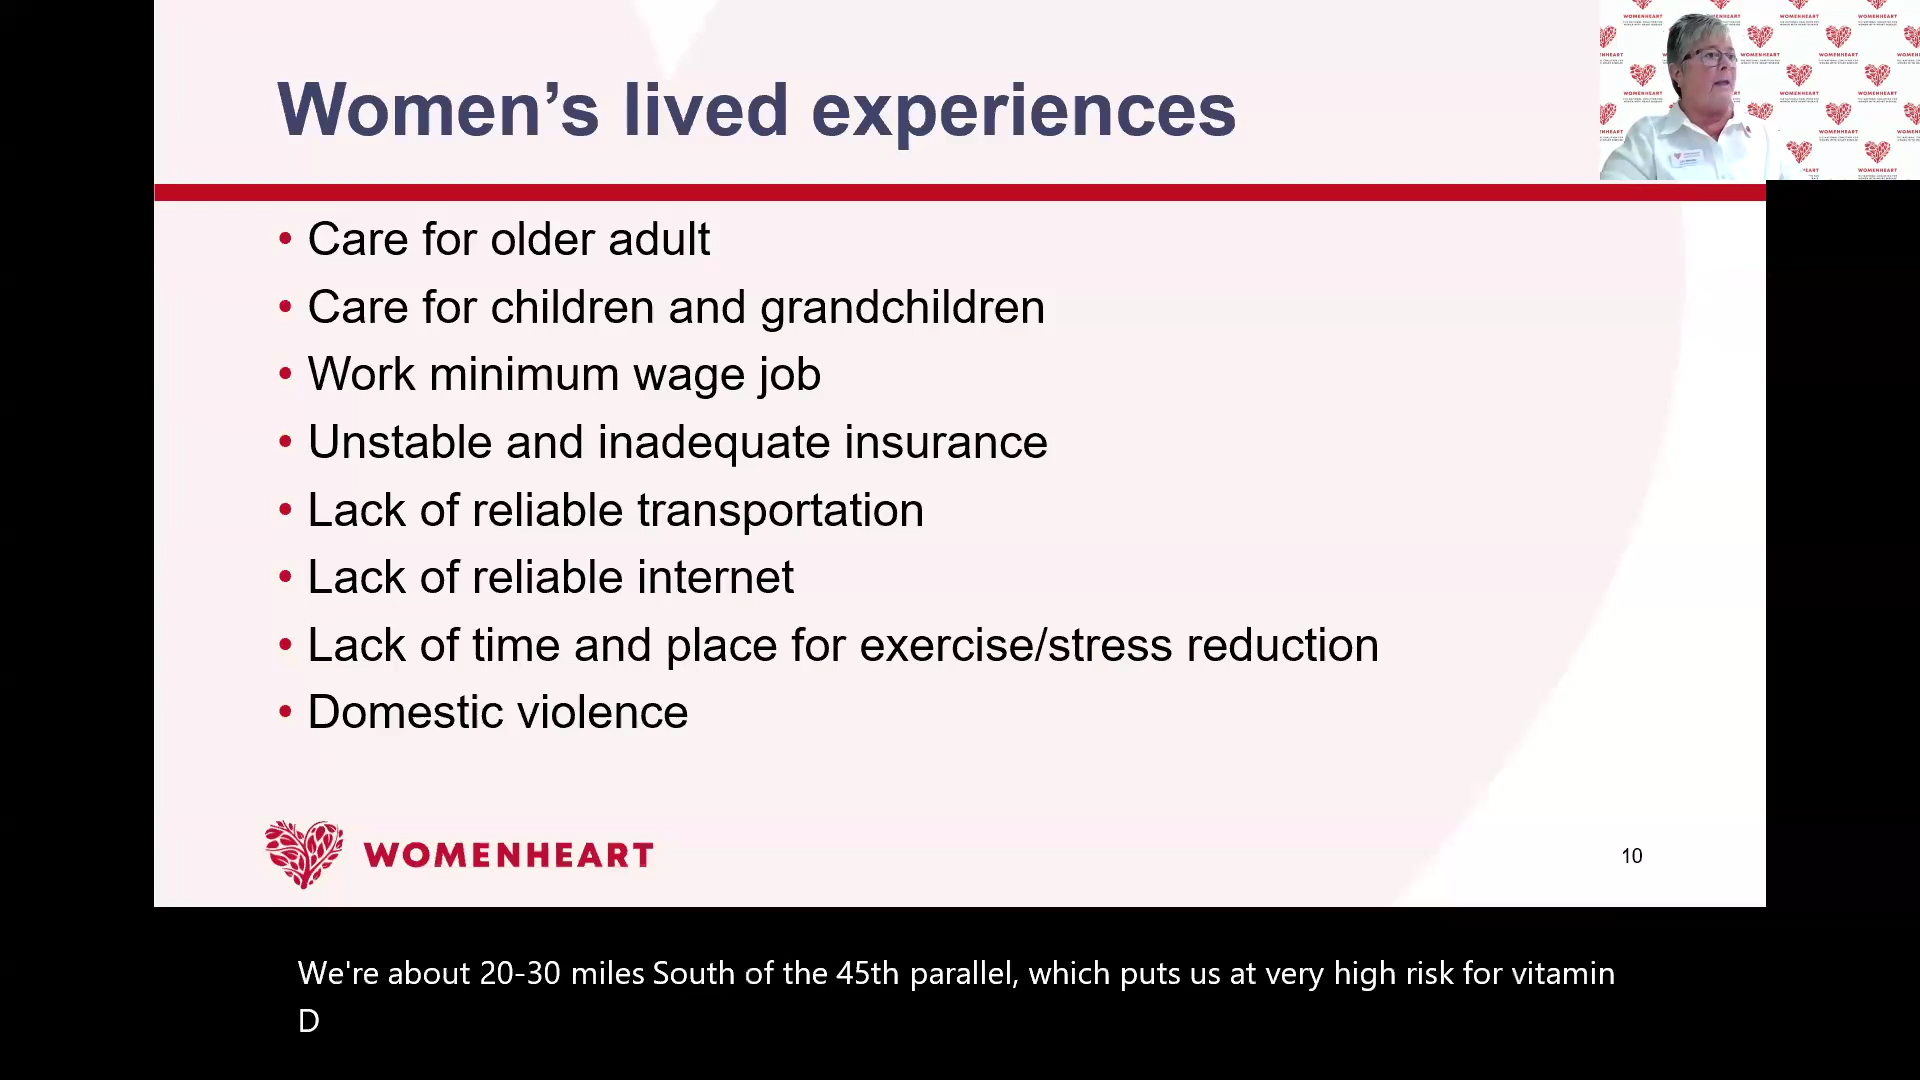 Women's lived experiences
• Care for older adult
• Care for children and grandchildren
• Work minimum wage job
• Unstable and inadequate insurance
• Lack of reliable transportation
• Lack of reliable internet
• Lack of time and place for exercise/stress reduction
• Domestic violence
WOMENHEART
10
We're about 20-30 miles South of the 45th parallel, which puts us at very high risk for vitamin
D